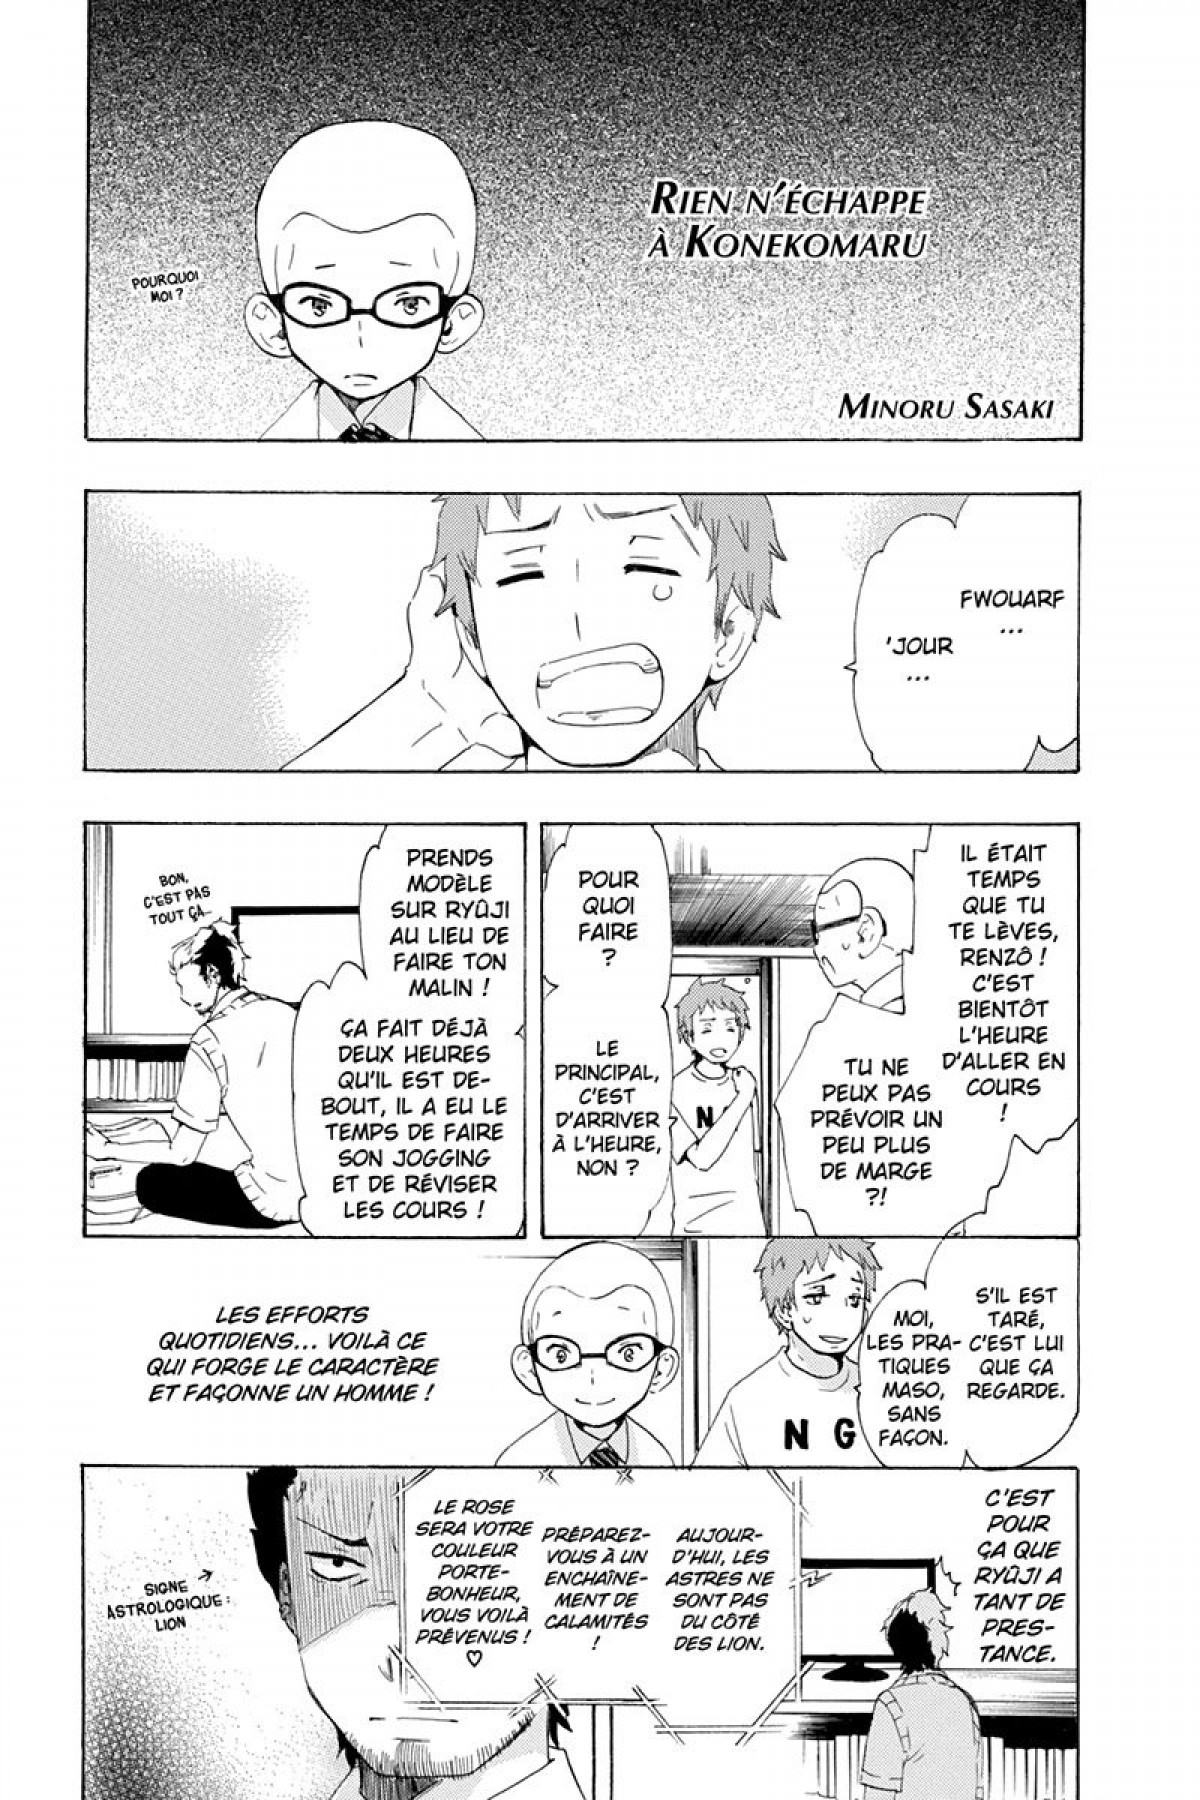 RIEN N'ÉCHAPPE
À KONEKOMARU
POURQUOI
MOI ?
MINORU SASAKI
FWOUARF
...
'JOUR
...
IL ÉTAIT
TEMPS
QUE TU
TE LÈVES,
RENZÔ !
C'EST
BIENTÔT
L'HEURE
D'ALLER EN
COURS
!
TU NE
PEUX PAS
PRÉVOIR UN
PEU PLUS
DE MARGE
?!
POUR
QUOI
FAIRE
?
LE
PRINCIPAL,
C'EST
D'ARRIVER
À L'HEURE,
NON ?
N
PRENDS
MODÈLE
SUR RYÛJI
AU LIEU DE
FAIRE TON
MALIN !
ÇA FAIT DÉJÀ
DEUX HEURES
QU'IL EST DE-
BOUT, IL A EU LE
TEMPS DE FAIRE
SON JOGGING
ET DE RÉVISER
LES COURS !
BON,
C'EST PAS
TOUT ÇA...
S'IL EST
TARÉ,
C'EST LUI
QUE ÇA
REGARDE.
MOI,
LES PRA-
TIQUES
MASO,
SANS
FAÇON.
N G
LES EFFORTS
QUOTIDIENS... VOILÀ CE
QUI FORGE LE CARACTÈRE
ET FAÇONNE UN HOMME !
C'EST
POUR
ÇA QUE
RYÛJI A
TANT DE
PRES-
TANCE.
AUJOUR-
D'HUI, LES
ASTRES NE
SONT PAS
DU CÔTÉ
DES LION.
PRÉPAREZ-
VOUS À UN
ENCHAÎNE-
MENT DE
CALAMITÉS
!
LE ROSE
SERA VOTRE
COULEUR
PORTE-
BONHEUR,
VOUS VOILÀ
PRÉVENUS !
♡
SIGNE
ASTROLOGIQUE :
LION